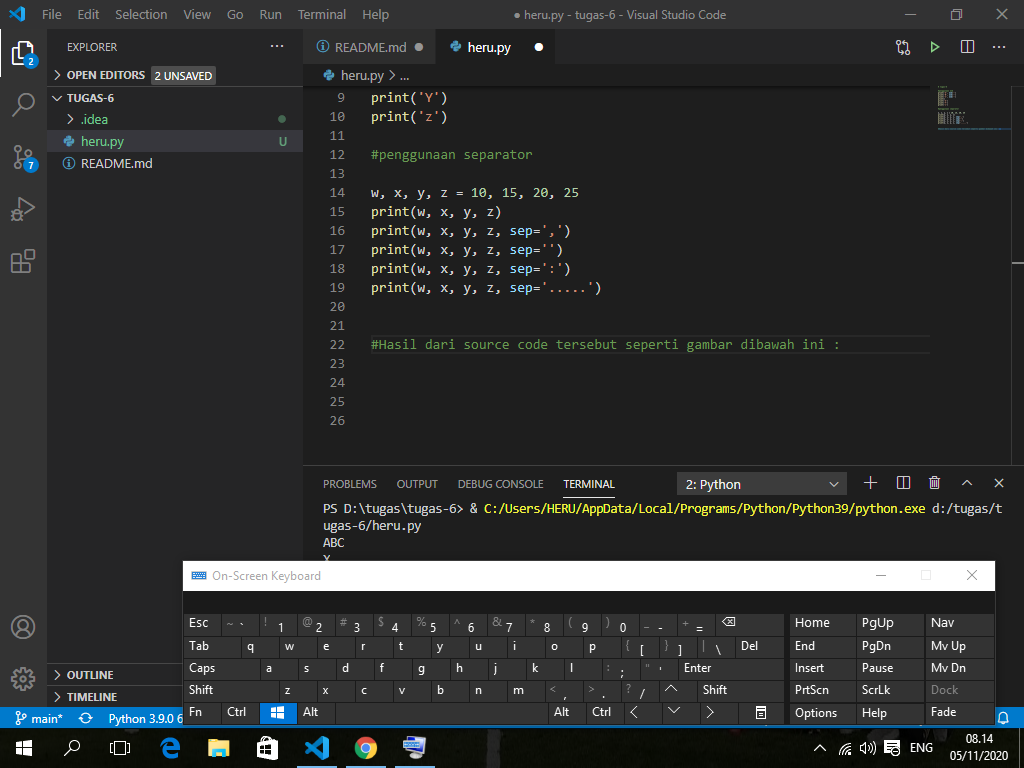 File Edit Selection View Go Run Terminal Help ● heru.py - tugas-6 - Visual Studio Code
EXPLORER ···
README.md ● heru.py ●
OPEN EDITORS 2 UNSAVED
heru.py > ...
TUGAS-6
.idea
heru.py U
README.md
9 print('Y')
10 print('z')
11
12 #penggunaan separator
13
14 w, x, y, z = 10, 15, 20, 25
15 print(w, x, y, z)
16 print(w, x, y, z, sep=',')
17 print(w, x, y, z, sep='')
18 print(w, x, y, z, sep=':')
19 print(w, x, y, z, sep='.....')
20
21
22 #Hasil dari source code tersebut seperti gambar dibawah ini :
23
24
25
26
2
7
PROBLEMS OUTPUT DEBUG CONSOLE TERMINAL 2: Python
PS D:\tugas\tugas-6> & C:/Users/HERU/AppData/Local/Programs/Python/Python39/python.exe d:/tugas/t
ugas-6/heru.py
ABC
X
On-Screen Keyboard
Esc ~ ` ! 1 @ 2 # 3 $ 4 % 5 ^ 6 & 7 * 8 ( 9 ) 0 _ - + = Home PgUp Nav
Tab q w e r t y u i o p { [ } ] | \ Del End PgDn Mv Up
Caps a s d f g h j k l : ; " ' Enter Insert Pause Mv Dn
Shift z x c v b n m < , > . ? / Shift PrtScn ScrLk Dock
Fn Ctrl Alt Alt Ctrl Options Help Fade
OUTLINE
TIMELINE
main* Python 3.9.0 6
ENG
08.14
05/11/2020